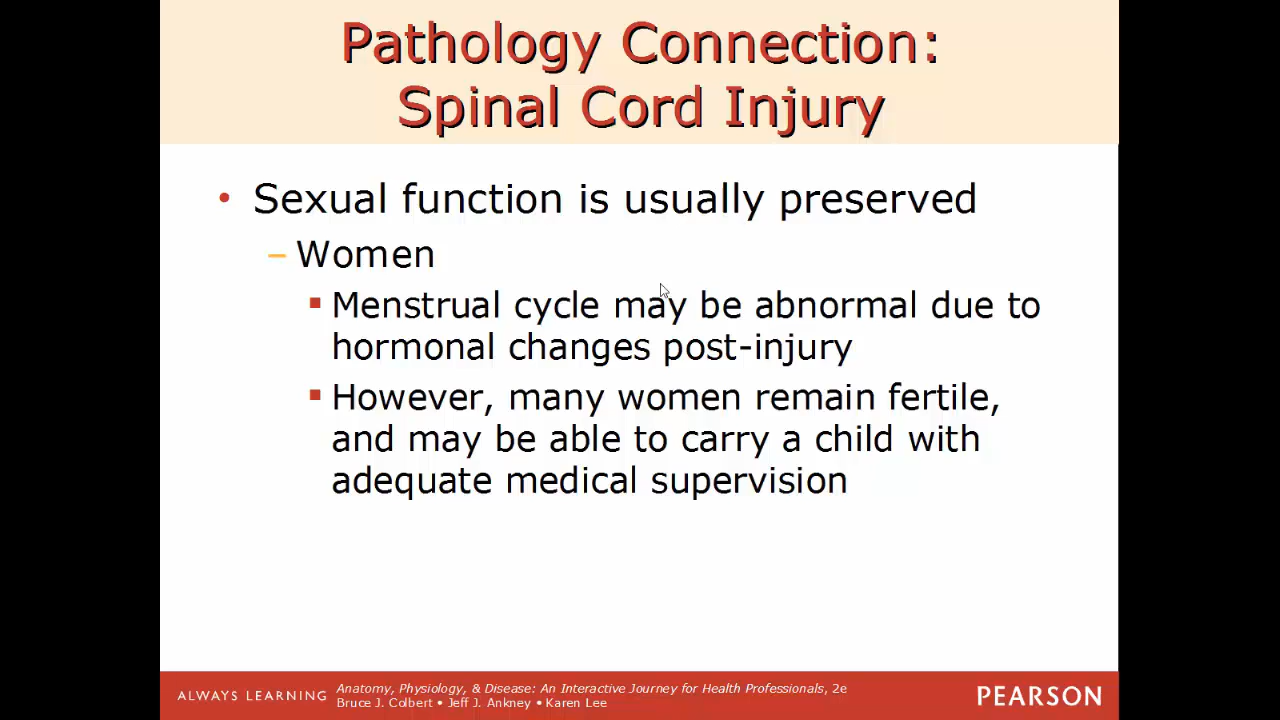 Pathology Connection:
Spinal Cord Injury
• Sexual function is usually preserved
– Women
▪ Menstrual cycle may be abnormal due to
hormonal changes post-injury
▪ However, many women remain fertile,
and may be able to carry a child with
adequate medical supervision
ALWAYS LEARNING
Anatomy, Physiology, & Disease: An Interactive Journey for Health Professionals, 2e
Bruce J. Colbert • Jeff J. Ankney • Karen Lee
PEARSON